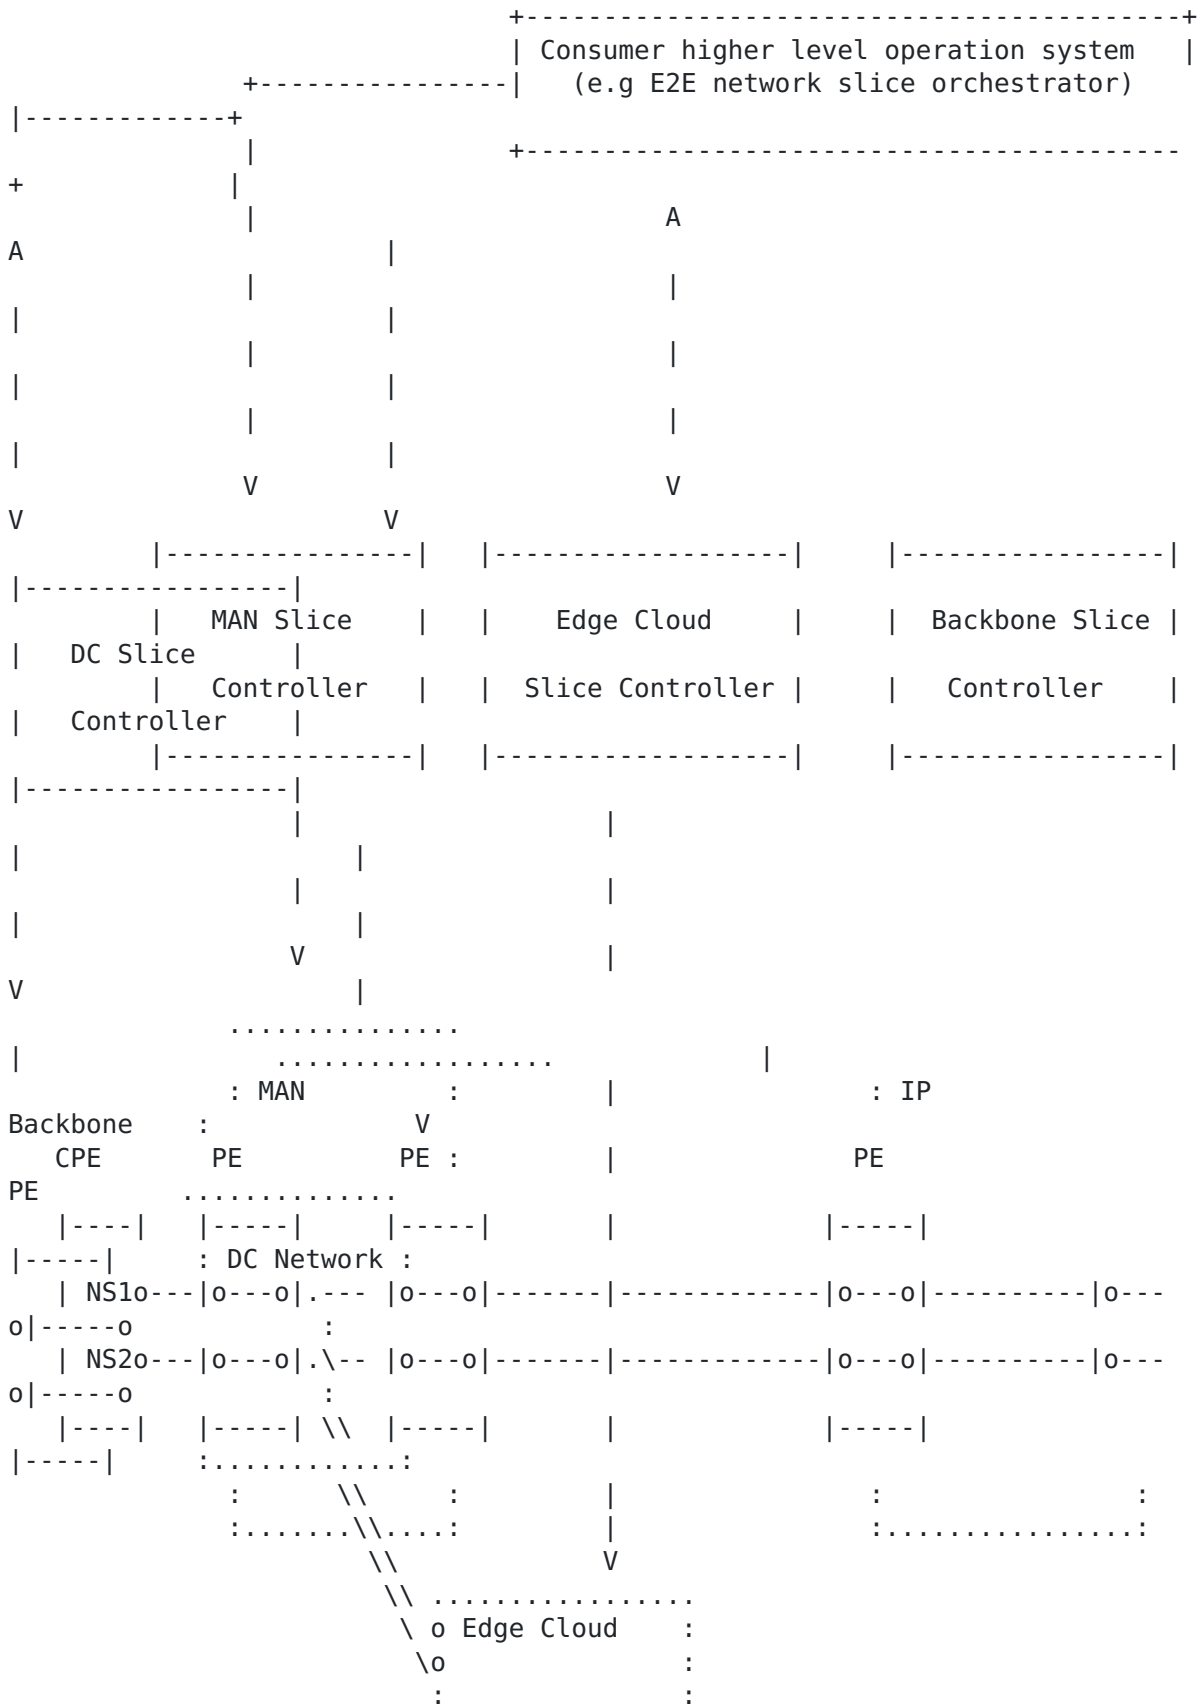 +------------------------------------------+
| Consumer higher level operation system   |
+----------------|   (e.g E2E network slice orchestrator)
|-------------+
|                +------------------------------------------
+             |
|                          A
A                       |
|                          |
|                       |
|                          |
|                       |
|                          |
|                       |
V                          V
V                       V
|----------------|   |-------------------|     |-----------------|
|-----------------|
|   MAN Slice    |   |    Edge Cloud     |     |  Backbone Slice |
|   DC Slice      |
|   Controller   |   |  Slice Controller |     |   Controller    |
|   Controller    |
|----------------|   |-------------------|     |-----------------|
|-----------------|
|                   |
|                     |
|                   |
|                     |
V                   |
V                     |
...............
|                ..................             |
: MAN         :         |                : IP
Backbone    :             V
CPE       PE          PE :         |               PE
PE         ..............
|----|   |-----|     |-----|       |             |-----|
|-----|     : DC Network :
| NS1o---|o---o|.--- |o---o|-------|-------------|o---o|----------|o---
o|-----o            :
| NS2o---|o---o|.\-- |o---o|-------|-------------|o---o|----------|o---
o|-----o            :
|----|   |-----| \\  |-----|       |             |-----|
|-----|     :............:
:      \\     :         |                :                :
:.......\\....:         |                :................:
\\             V
\\ .................
\ o Edge Cloud    :
\o               :
:               :